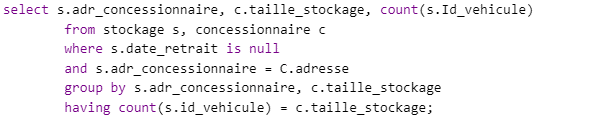 select s.adr_concessionnaire, c.taille_stockage, count(s.Id_vehicule)
from stockage s, concessionnaire c
where s.date_retrait is null
and s.adr_concessionnaire = C.adresse
group by s.adr_concessionnaire, c.taille_stockage
having count(s.id_vehicule) = c.taille_stockage;